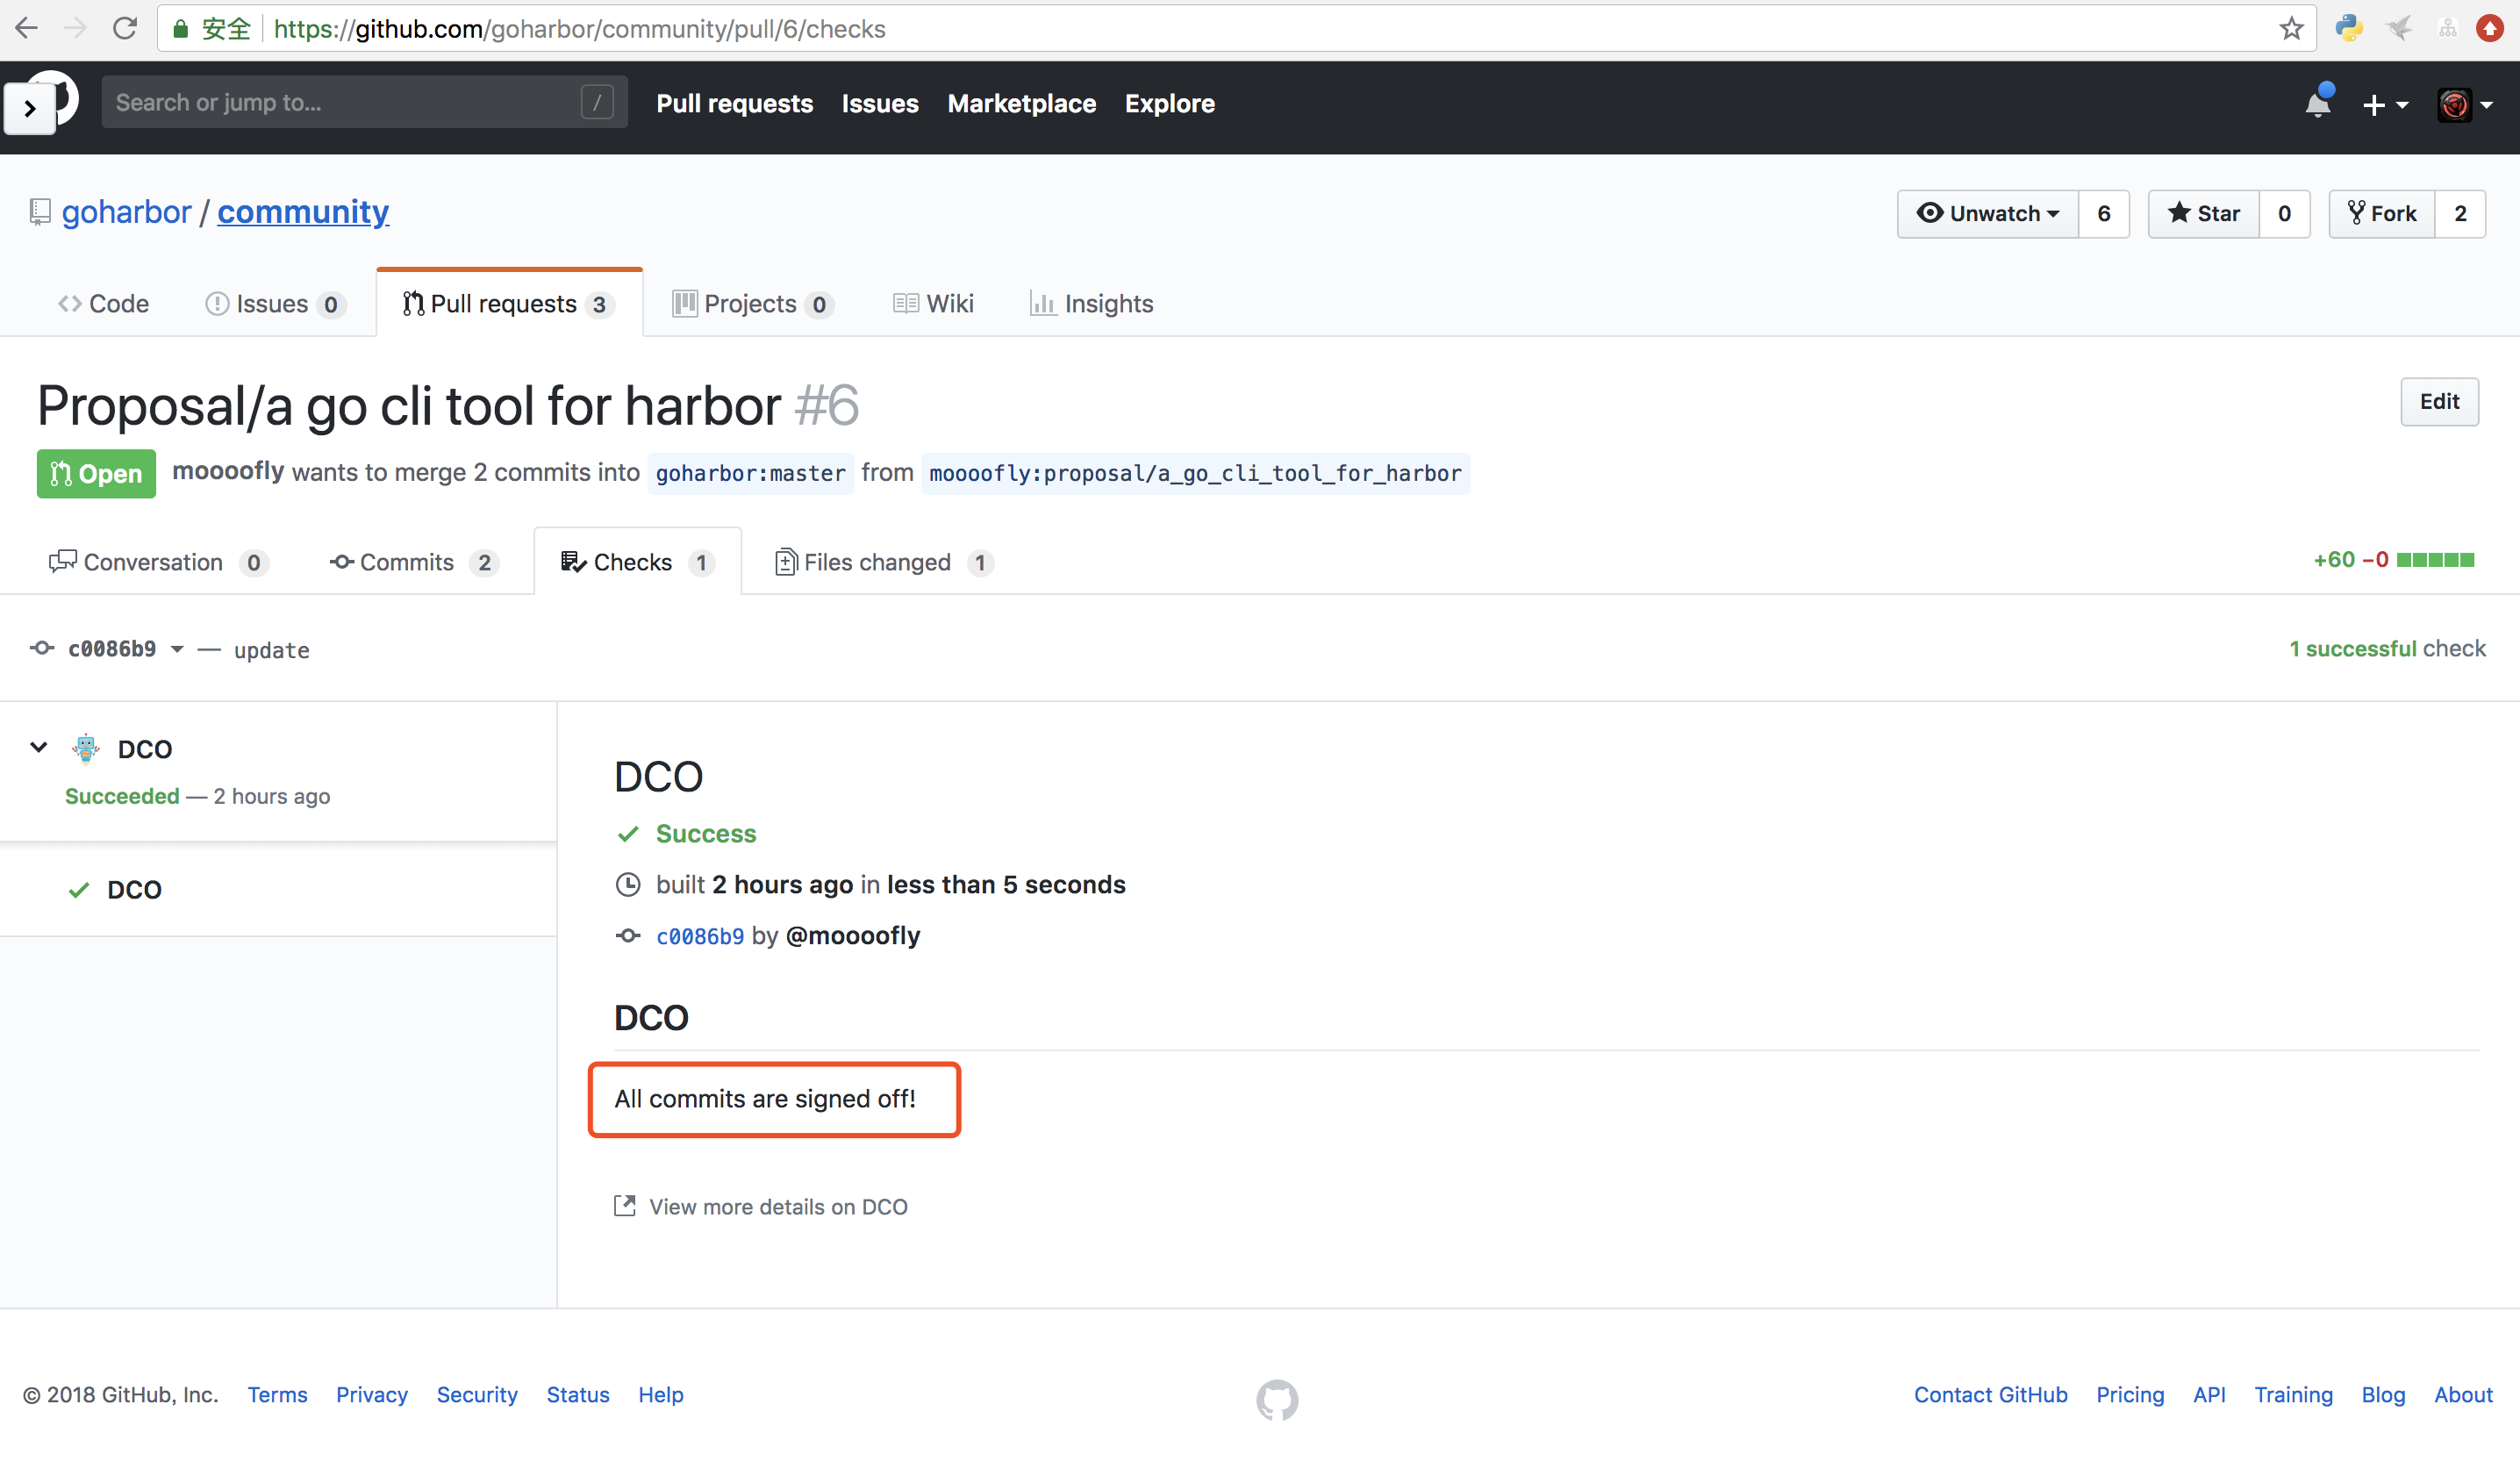 安全 https://github.com/goharbor/community/pull/6/checks
Search or jump to... / Pull requests Issues Marketplace Explore
goharbor / community Unwatch 6 Star 0 Fork 2
Code Issues 0 Pull requests 3 Projects 0 Wiki Insights
Proposal/a go cli tool for harbor #6 Edit
Open moooofly wants to merge 2 commits into goharbor:master from moooofly:proposal/a_go_cli_tool_for_harbor
Conversation 0 Commits 2 Checks 1 Files changed 1 +60 −0
c0086b9 — update 1 successful check
DCO
Succeeded — 2 hours ago
DCO
DCO
Success
built 2 hours ago in less than 5 seconds
c0086b9 by @moooofly
DCO
All commits are signed off!
View more details on DCO
© 2018 GitHub, Inc. Terms Privacy Security Status Help Contact GitHub Pricing API Training Blog About